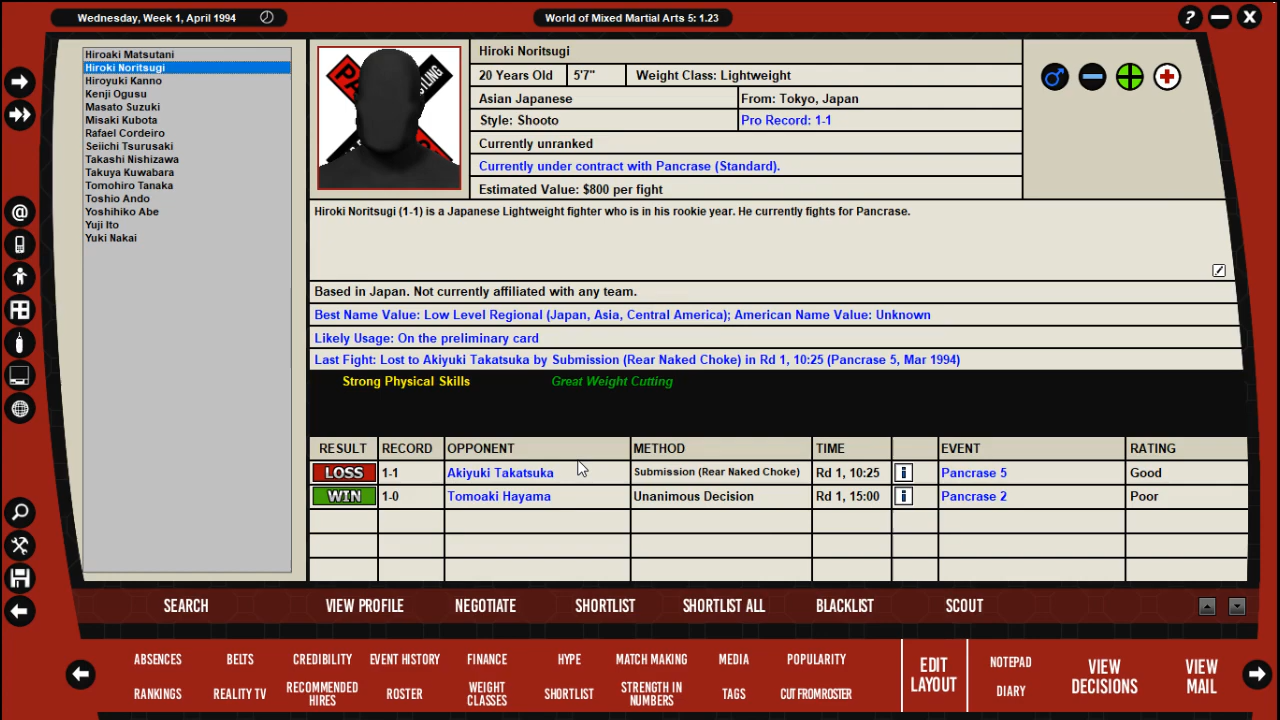 Wednesday, Week 1, April 1994
World of Mixed Martial Arts 5: 1.23
?
Hiroaki Matsutani
Hiroki Noritsugi
Hiroyuki Kanno
Kenji Ogusu
Masato Suzuki
Misaki Kubota
Rafael Cordeiro
Seiichi Tsurusaki
Takashi Nishizawa
Takuya Kuwabara
Tomohiro Tanaka
Toshio Ando
Yoshihiko Abe
Yuji Ito
Yuki Nakai
@
Hiroki Noritsugi
20 Years Old 5'7" Weight Class: Lightweight
Asian Japanese From: Tokyo, Japan
Style: Shooto Pro Record: 1-1
Currently unranked
Currently under contract with Pancrase (Standard).
Estimated Value: $800 per fight
Hiroki Noritsugi (1-1) is a Japanese Lightweight fighter who is in his rookie year. He currently fights for Pancrase.
Based in Japan. Not currently affiliated with any team.
Best Name Value: Low Level Regional (Japan, Asia, Central America); American Name Value: Unknown
Likely Usage: On the preliminary card
Last Fight: Lost to Akiyuki Takatsuka by Submission (Rear Naked Choke) in Rd 1, 10:25 (Pancrase 5, Mar 1994)
Strong Physical Skills Great Weight Cutting
RESULT RECORD OPPONENT METHOD TIME EVENT RATING
LOSS 1-1 Akiyuki Takatsuka Submission (Rear Naked Choke) Rd 1, 10:25 i Pancrase 5 Good
WIN 1-0 Tomoaki Hayama Unanimous Decision Rd 1, 15:00 i Pancrase 2 Poor
SEARCH VIEW PROFILE NEGOTIATE SHORTLIST SHORTLIST ALL BLACKLIST SCOUT
ABSENCES BELTS CREDIBILITY EVENT HISTORY FINANCE HYPE MATCH MAKING MEDIA POPULARITY
RANKINGS REALITY TV RECOMMENDED HIRES ROSTER WEIGHT CLASSES SHORTLIST STRENGTH IN NUMBERS TAGS CUT FROM ROSTER
EDIT LAYOUT
NOTEPAD
DIARY
VIEW DECISIONS
VIEW MAIL